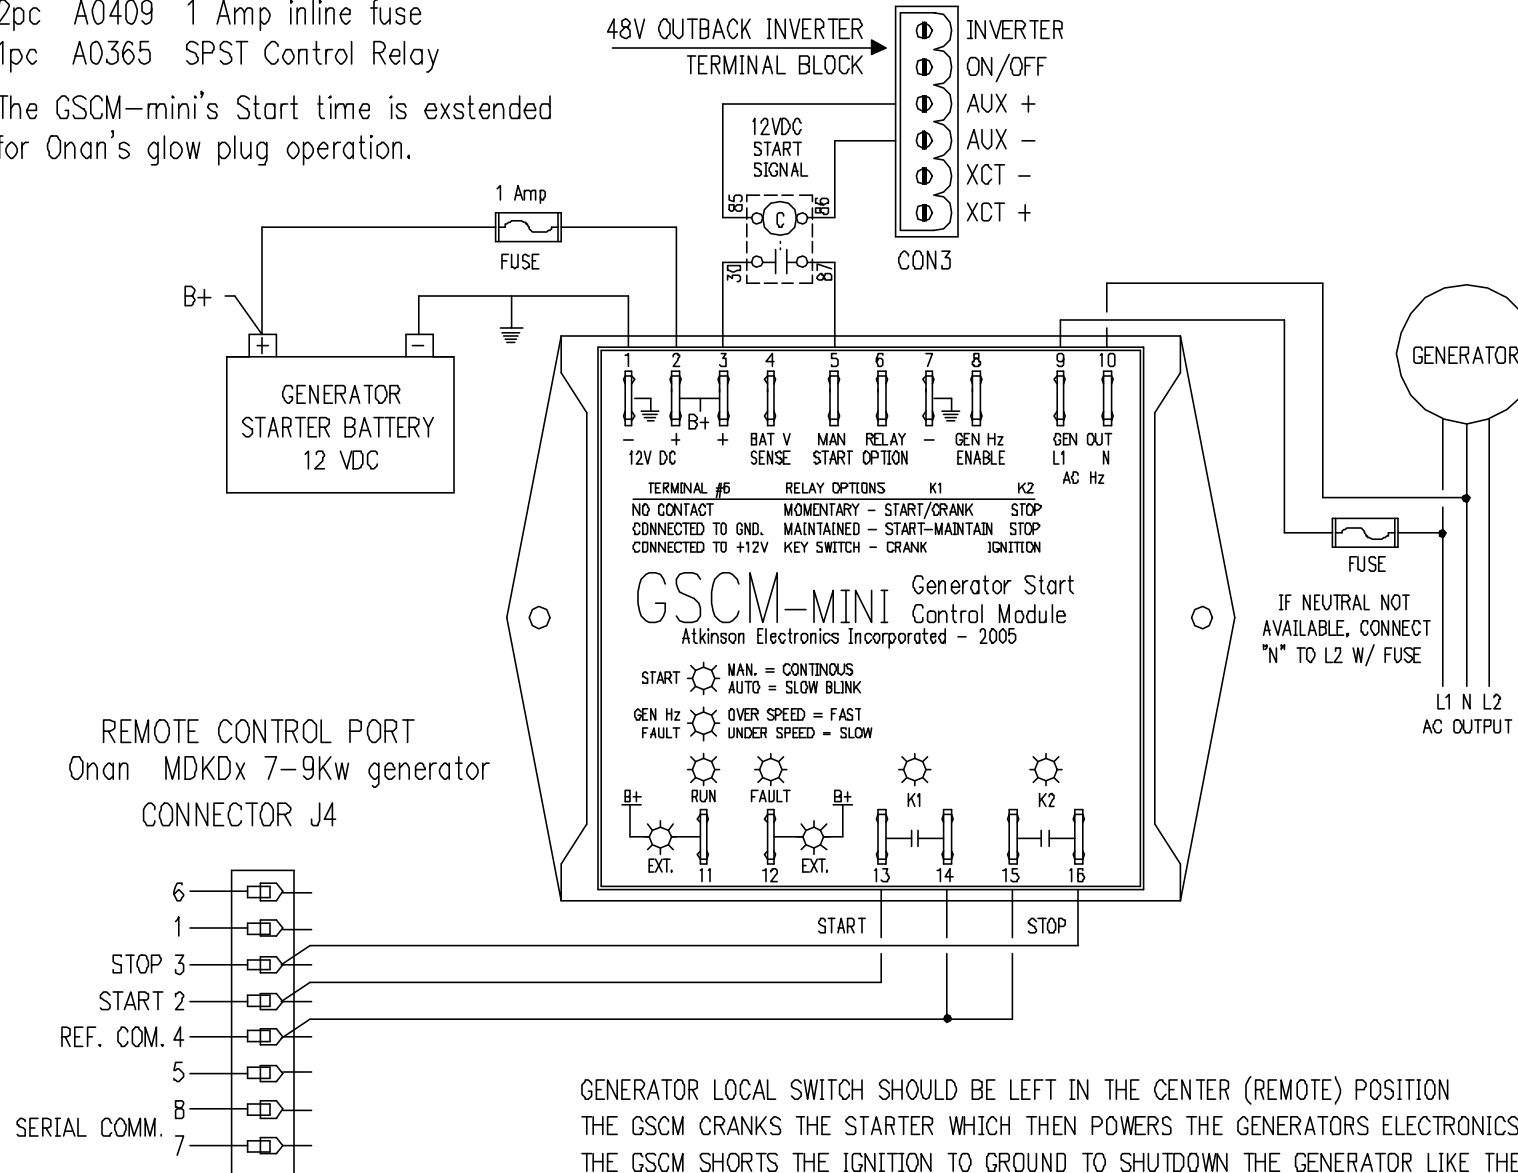 2pc A0409 1 Amp inline fuse
1pc A0365 SPST Control Relay
The GSCM-mini's Start time is exstended
for Onan's glow plug operation.
48V OUTBACK INVERTER
TERMINAL BLOCK
INVERTER
ON/OFF
AUX +
AUX -
XCT -
XCT +
CON3
12VDC
START
SIGNAL
85
86
C
30
87
1 Amp
FUSE
B+
+
-
GENERATOR
STARTER BATTERY
12 VDC
GENERATOR
1 2 3 4 5 6 7 8 9 10
B+
- + + BAT V MAN RELAY - GEN Hz GEN OUT
12V DC SENSE START OPTION ENABLE L1 N
AC Hz
TERMINAL #6 RELAY OPTIONS K1 K2
NO CONTACT MOMENTARY - START/CRANK STOP
CONNECTED TO GND. MAINTAINED - START-MAINTAIN STOP
CONNECTED TO +12V KEY SWITCH - CRANK IGNITION
GSCM-MINI Generator Start
Control Module
Atkinson Electronics Incorporated - 2005
START MAN. = CONTINOUS
AUTO = SLOW BLINK
GEN Hz OVER SPEED = FAST
FAULT UNDER SPEED = SLOW
RUN FAULT
B+ B+
K1 K2
EXT. EXT.
11 12 13 14 15 16
START STOP
FUSE
IF NEUTRAL NOT
AVAILABLE, CONNECT
"N" TO L2 W/ FUSE
L1 N L2
AC OUTPUT
REMOTE CONTROL PORT
Onan MDKDx 7-9Kw generator
CONNECTOR J4
6
1
STOP 3
START 2
REF. COM. 4
5
8
SERIAL COMM.
7
GENERATOR LOCAL SWITCH SHOULD BE LEFT IN THE CENTER (REMOTE) POSITION
THE GSCM CRANKS THE STARTER WHICH THEN POWERS THE GENERATORS ELECTRONICS
THE GSCM SHORTS THE IGNITION TO GROUND TO SHUTDOWN THE GENERATOR LIKE THE